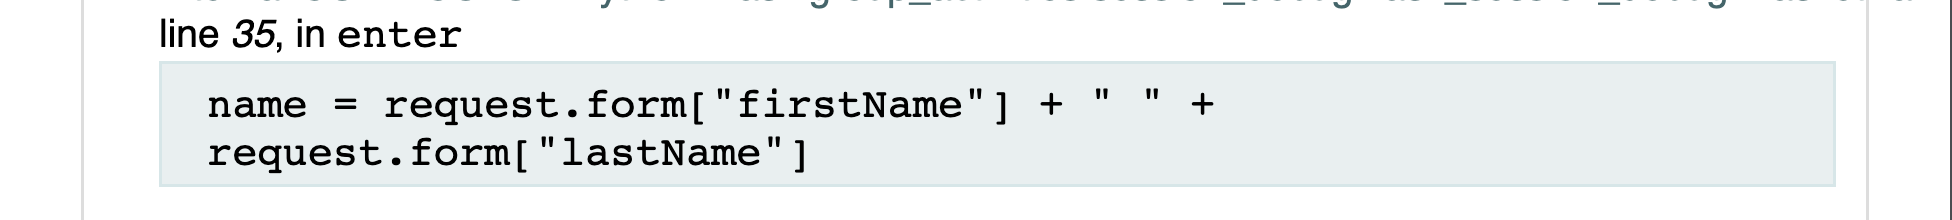 line 35, in enter
name = request.form["firstName"] + " " +
request.form["lastName"]